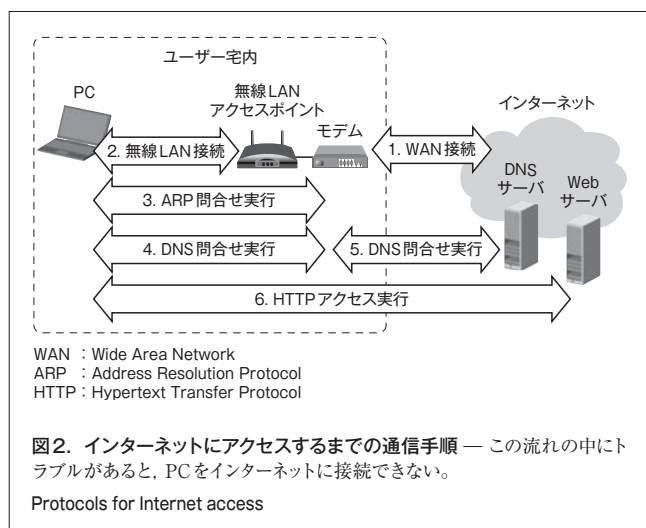 ユーザー宅内
PC
無線LAN
アクセスポイント
モデム
インターネット
2. 無線LAN接続
1. WAN接続
DNS
サーバ
Web
サーバ
3. ARP問合せ実行
4. DNS問合せ実行
5. DNS問合せ実行
6. HTTPアクセス実行
WAN :Wide Area Network
ARP :Address Resolution Protocol
HTTP:Hypertext Transfer Protocol
図2. インターネットにアクセスするまでの通信手順 — この流れの中にト
ラブルがあると,PCをインターネットに接続できない。
Protocols for Internet access